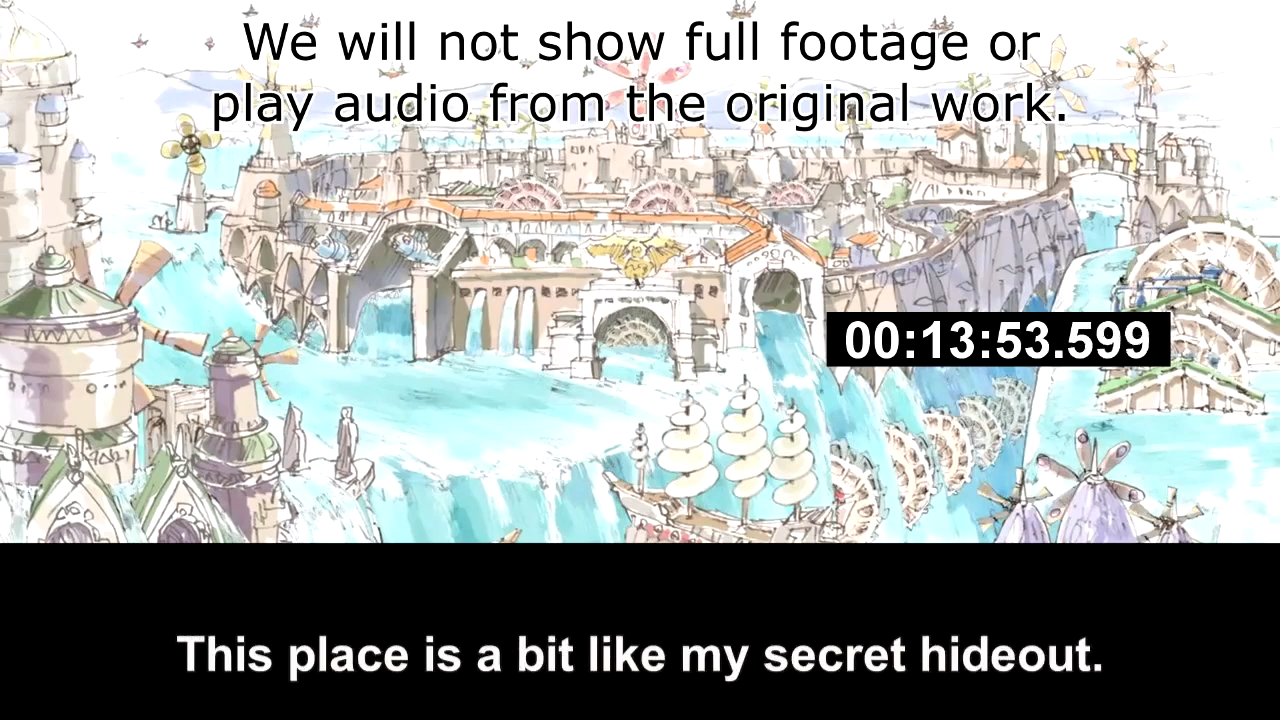 We will not show full footage or
play audio from the original work.
00:13:53.599
This place is a bit like my secret hideout.